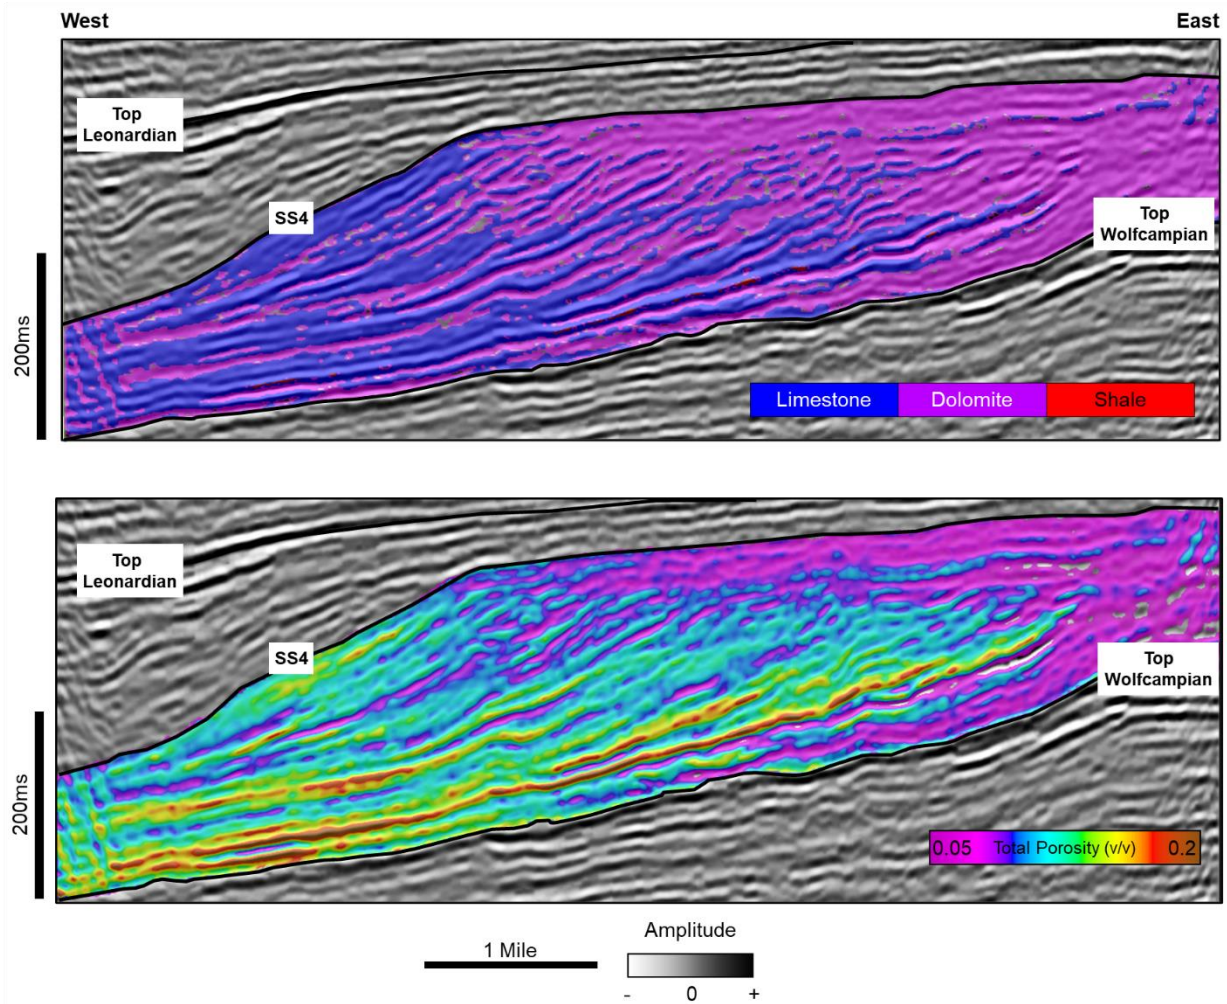 West
East
Top
Leonardian
SS4
Top
Wolfcampian
200ms
Limestone
Dolomite
Shale
Top
Leonardian
SS4
Top
Wolfcampian
200ms
0.05 Total Porosity (v/v) 0.2
1 Mile
Amplitude
- 0 +